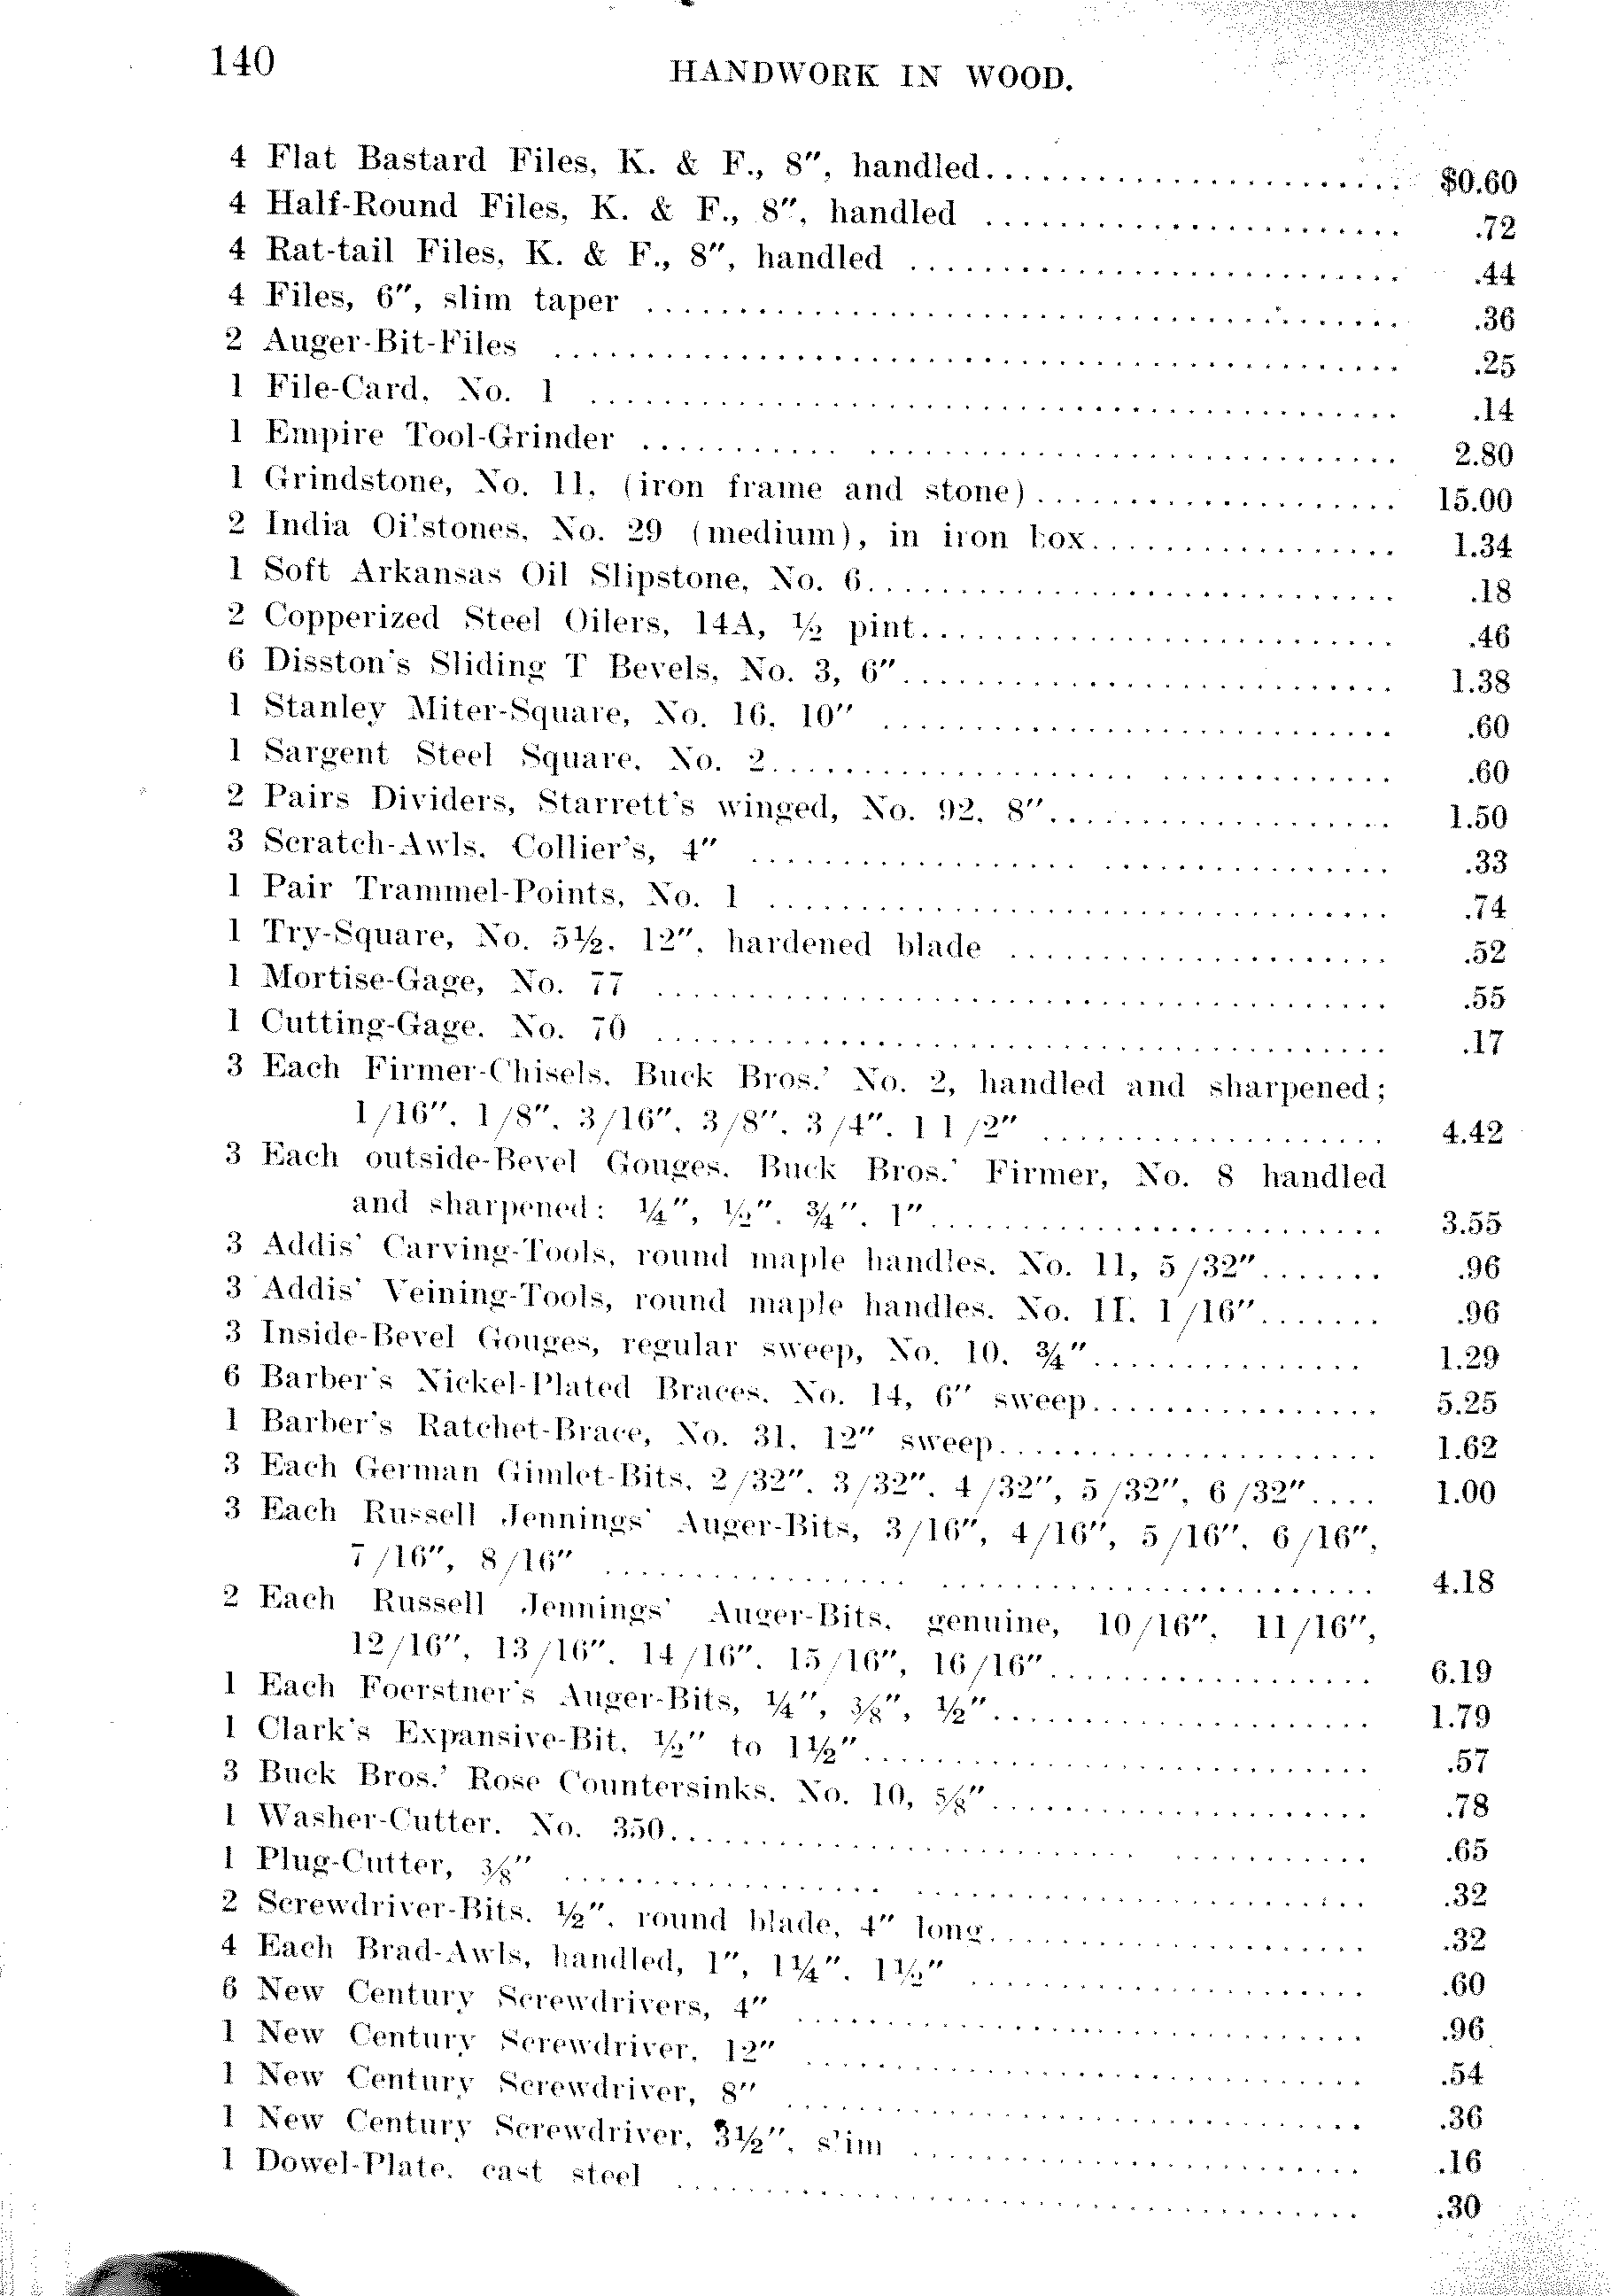 140
HANDWORK IN WOOD.
4 Flat Bastard Files, K. & F., 8″, handled........................ $0.60
4 Half-Round Files, K. & F., 8″, handled ........................ .72
4 Rat-tail Files, K. & F., 8″, handled ........................ .44
4 Files, 6″, slim taper ........................ .36
2 Auger-Bit-Files ........................ .25
1 File-Card, No. 1 ........................ .14
1 Empire Tool-Grinder ........................ 2.80
1 Grindstone, No. 11, (iron frame and stone)........................ 15.00
2 India Oilstones, No. 29 (medium), in iron box........................ 1.34
1 Soft Arkansas Oil Slipstone, No. 6........................ .18
2 Copperized Steel Oilers, 14A, ½ pint........................ .46
6 Disston's Sliding T Bevels, No. 3, 6″........................ 1.38
1 Stanley Miter-Square, No. 16, 10″ ........................ .60
1 Sargent Steel Square, No. 2........................ .60
2 Pairs Dividers, Starrett's winged, No. 92, 8″........................ 1.50
3 Scratch-Awls, Collier's, 4″ ........................ .33
1 Pair Trammel-Points, No. 1 ........................ .74
1 Try-Square, No. 5½, 12″, hardened blade ........................ .52
1 Mortise-Gage, No. 77 ........................ .55
1 Cutting-Gage, No. 70 ........................ .17
3 Each Firmer-Chisels, Buck Bros.' No. 2, handled and sharpened;
1/16″, 1/8″, 3/16″, 3/8″, 3/4″, 1 1/2″ ........................ 4.42
3 Each outside-Bevel Gouges, Buck Bros.' Firmer, No. 8 handled
and sharpened: ¼″, ½″, ¾″, 1″........................ 3.55
3 Addis' Carving-Tools, round maple handles, No. 11, 5/32″....... .96
3 Addis' Veining-Tools, round maple handles, No. 11, 1/16″....... .96
3 Inside-Bevel Gouges, regular sweep, No. 10, ¾″............... 1.29
6 Barber's Nickel-Plated Braces, No. 14, 6″ sweep................ 5.25
1 Barber's Ratchet-Brace, No. 31, 12″ sweep..................... 1.62
3 Each German Gimlet-Bits, 2/32″, 3/32″, 4/32″, 5/32″, 6/32″.... 1.00
3 Each Russell Jennings' Auger-Bits, 3/16″, 4/16″, 5/16″, 6/16″,
7/16″, 8/16″ ........................ 4.18
2 Each Russell Jennings' Auger-Bits, genuine, 10/16″, 11/16″,
12/16″, 13/16″, 14/16″, 15/16″, 16/16″.................. 6.19
1 Each Foerstner's Auger-Bits, ¼″, ⅜″, ½″..................... 1.79
1 Clark's Expansive-Bit, ½″ to 1½″........................ .57
3 Buck Bros.' Rose Countersinks, No. 10, ⅝″..................... .78
1 Washer-Cutter, No. 350........................ .65
1 Plug-Cutter, ⅜″ ........................ .32
2 Screwdriver-Bits, ½″, round blade, 4″ long..................... .32
4 Each Brad-Awls, handled, 1″, 1¼″, 1½″ ..................... .60
6 New Century Screwdrivers, 4″ ........................ .96
1 New Century Screwdriver, 12″ ........................ .54
1 New Century Screwdriver, 8″ ........................ .36
1 New Century Screwdriver, 3½″, slim ........................ .16
1 Dowel-Plate, cast steel ........................ .30